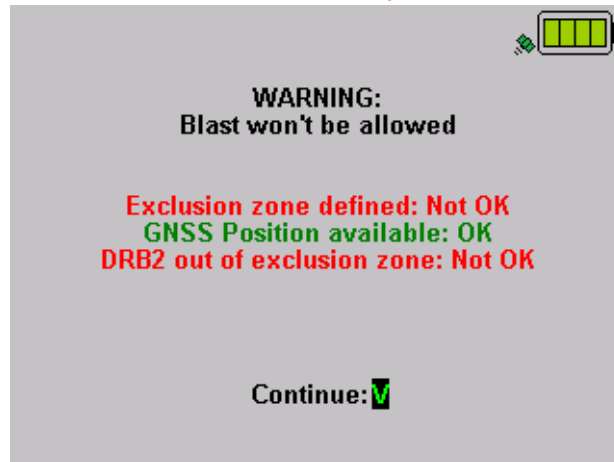 WARNING:
Blast won't be allowed
Exclusion zone defined: Not OK
GNSS Position available: OK
DRB2 out of exclusion zone: Not OK
Continue: V